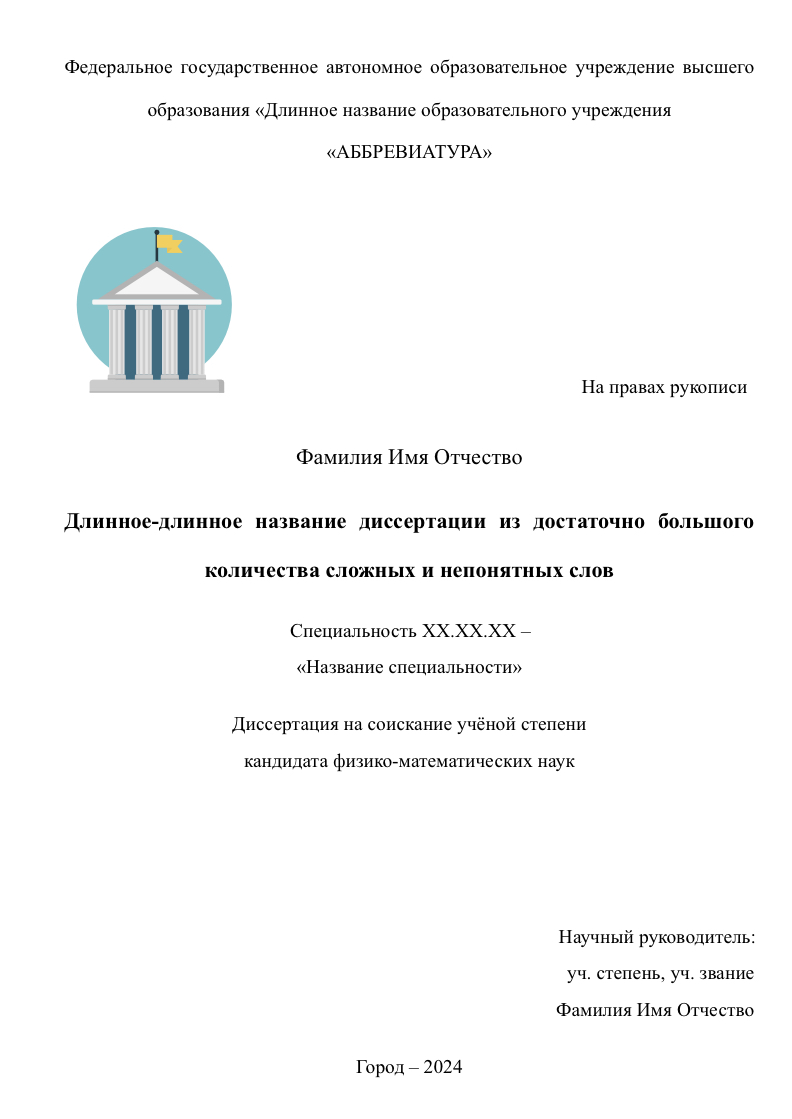 Федеральное государственное автономное образовательное учреждение высшего
образования «Длинное название образовательного учреждения
«АББРЕВИАТУРА»
На правах рукописи
Фамилия Имя Отчество
Длинное-длинное название диссертации из достаточно большого
количества сложных и непонятных слов
Специальность XX.XX.XX –
«Название специальности»
Диссертация на соискание учёной степени
кандидата физико-математических наук
Научный руководитель:
уч. степень, уч. звание
Фамилия Имя Отчество
Город – 2024